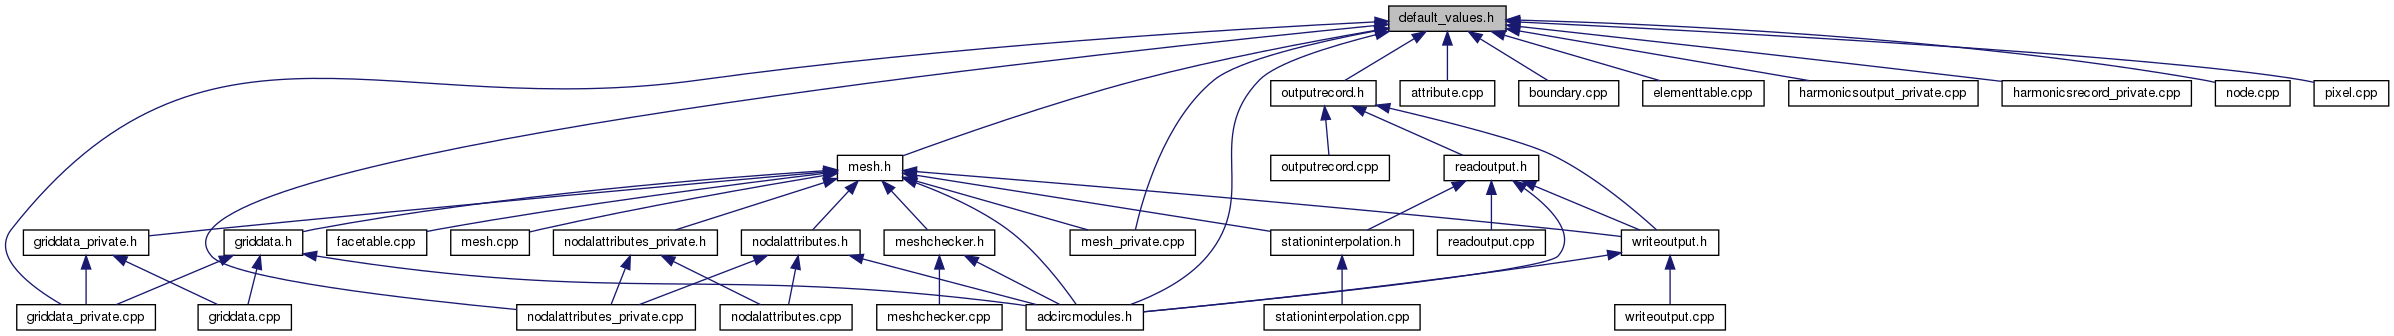 default_values.h
outputrecord.h
attribute.cpp
boundary.cpp
elementtable.cpp
harmonicsoutput_private.cpp
harmonicsrecord_private.cpp
node.cpp
pixel.cpp
mesh.h
outputrecord.cpp
readoutput.h
griddata_private.h
griddata.h
facetable.cpp
mesh.cpp
nodalattributes_private.h
nodalattributes.h
meshchecker.h
mesh_private.cpp
stationinterpolation.h
readoutput.cpp
writeoutput.h
griddata_private.cpp
griddata.cpp
nodalattributes_private.cpp
nodalattributes.cpp
meshchecker.cpp
adcircmodules.h
stationinterpolation.cpp
writeoutput.cpp